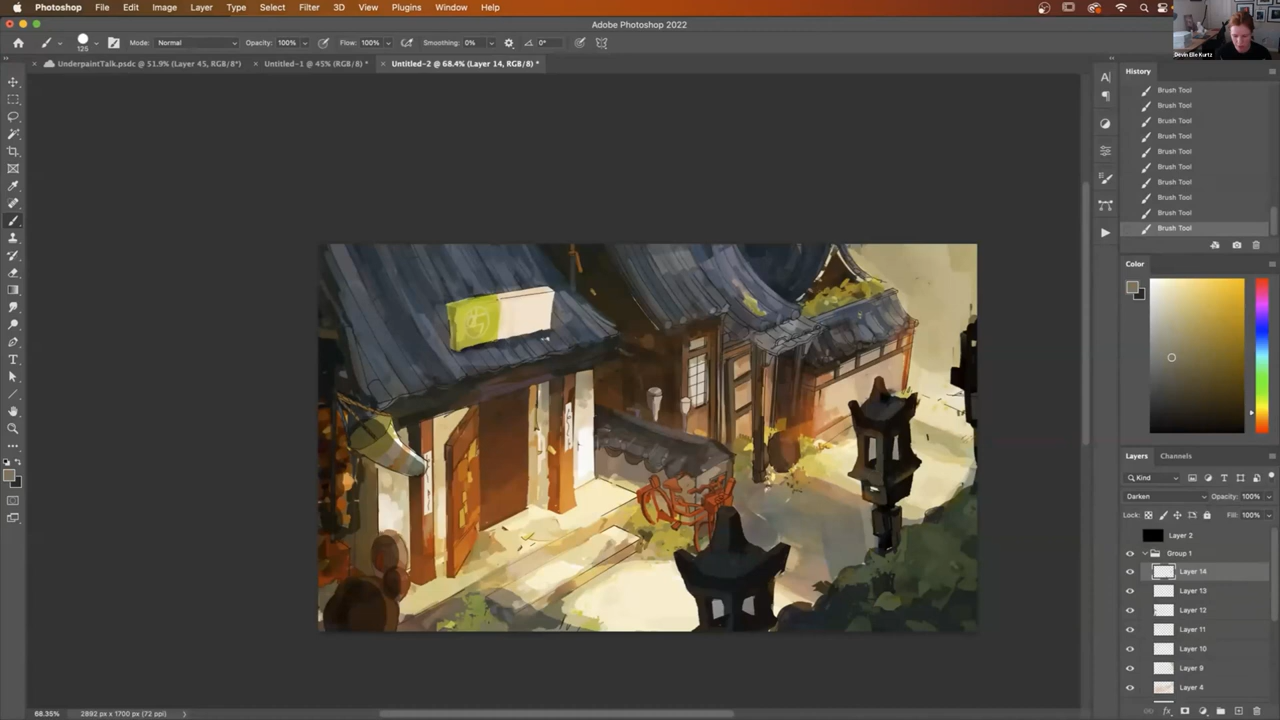 Photoshop File Edit Image Layer Type Select Filter 3D View Plugins Window Help
Adobe Photoshop 2022
125 Mode: Normal Opacity: 100% Flow: 100% Smoothing: 0% 0°
Devin Elle Kurtz
UnderpaintTalk.psdc @ 51.9% (Layer 45, RGB/8*) Untitled-1 @ 45% (RGB/8) * Untitled-2 @ 68.4% (Layer 14, RGB/8) *
History
Brush Tool
Brush Tool
Brush Tool
Brush Tool
Brush Tool
Brush Tool
Brush Tool
Brush Tool
Brush Tool
Brush Tool
Color
Layers Channels
Kind
Darken Opacity: 100%
Lock: Fill: 100%
Layer 2
Group 1
Layer 14
Layer 13
Layer 12
Layer 11
Layer 10
Layer 9
Layer 4
68.35% 2892 px x 1700 px (72 ppi)